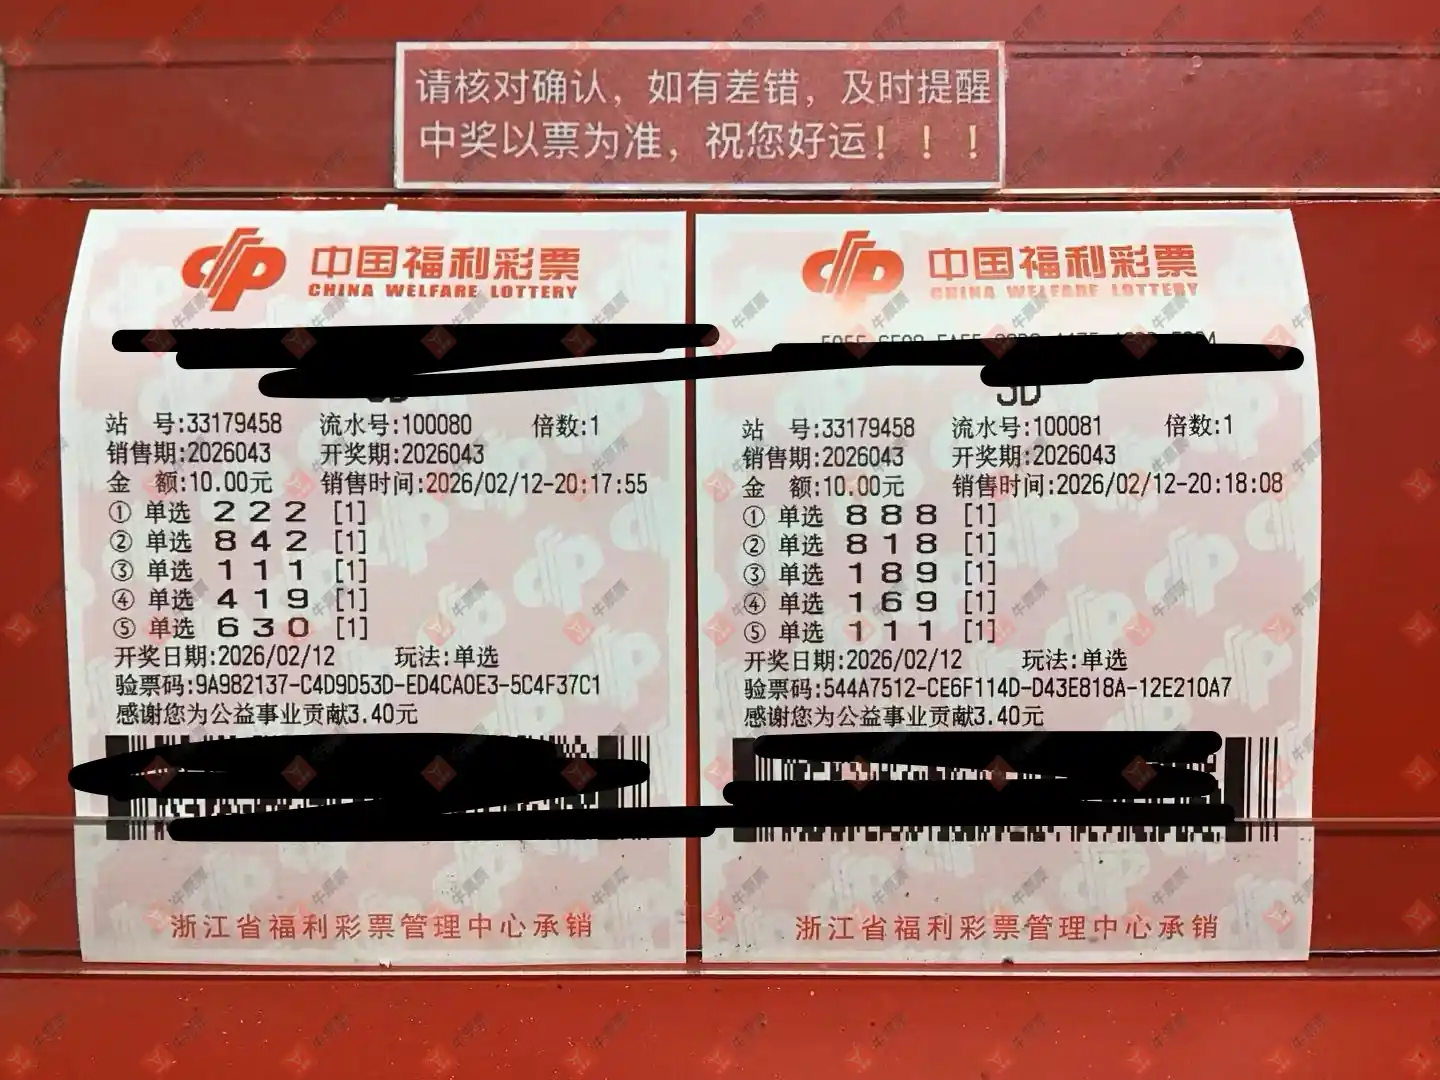 请核对确认，如有差错，及时提醒
中奖以票为准，祝您好运！！！
中国福利彩票
CHINA WELFARE LOTTERY
站 号:33179458 流水号:100080 倍数:1
销售期:2026043 开奖期:2026043
金 额:10.00元 销售时间:2026/02/12-20:17:55
① 单选 2 2 2 [1]
② 单选 8 4 2 [1]
③ 单选 1 1 1 [1]
④ 单选 4 1 9 [1]
⑤ 单选 6 3 0 [1]
开奖日期:2026/02/12 玩法:单选
验票码:9A982137-C4D9D53D-ED4CA0E3-5C4F37C1
感谢您为公益事业贡献3.40元
浙江省福利彩票管理中心承销
中国福利彩票
CHINA WELFARE LOTTERY
3D
站 号:33179458 流水号:100081 倍数:1
销售期:2026043 开奖期:2026043
金 额:10.00元 销售时间:2026/02/12-20:18:08
① 单选 8 8 8 [1]
② 单选 8 1 8 [1]
③ 单选 1 8 9 [1]
④ 单选 1 6 9 [1]
⑤ 单选 1 1 1 [1]
开奖日期:2026/02/12 玩法:单选
验票码:544A7512-CE6F114D-D43E818A-12E210A7
感谢您为公益事业贡献3.40元
浙江省福利彩票管理中心承销